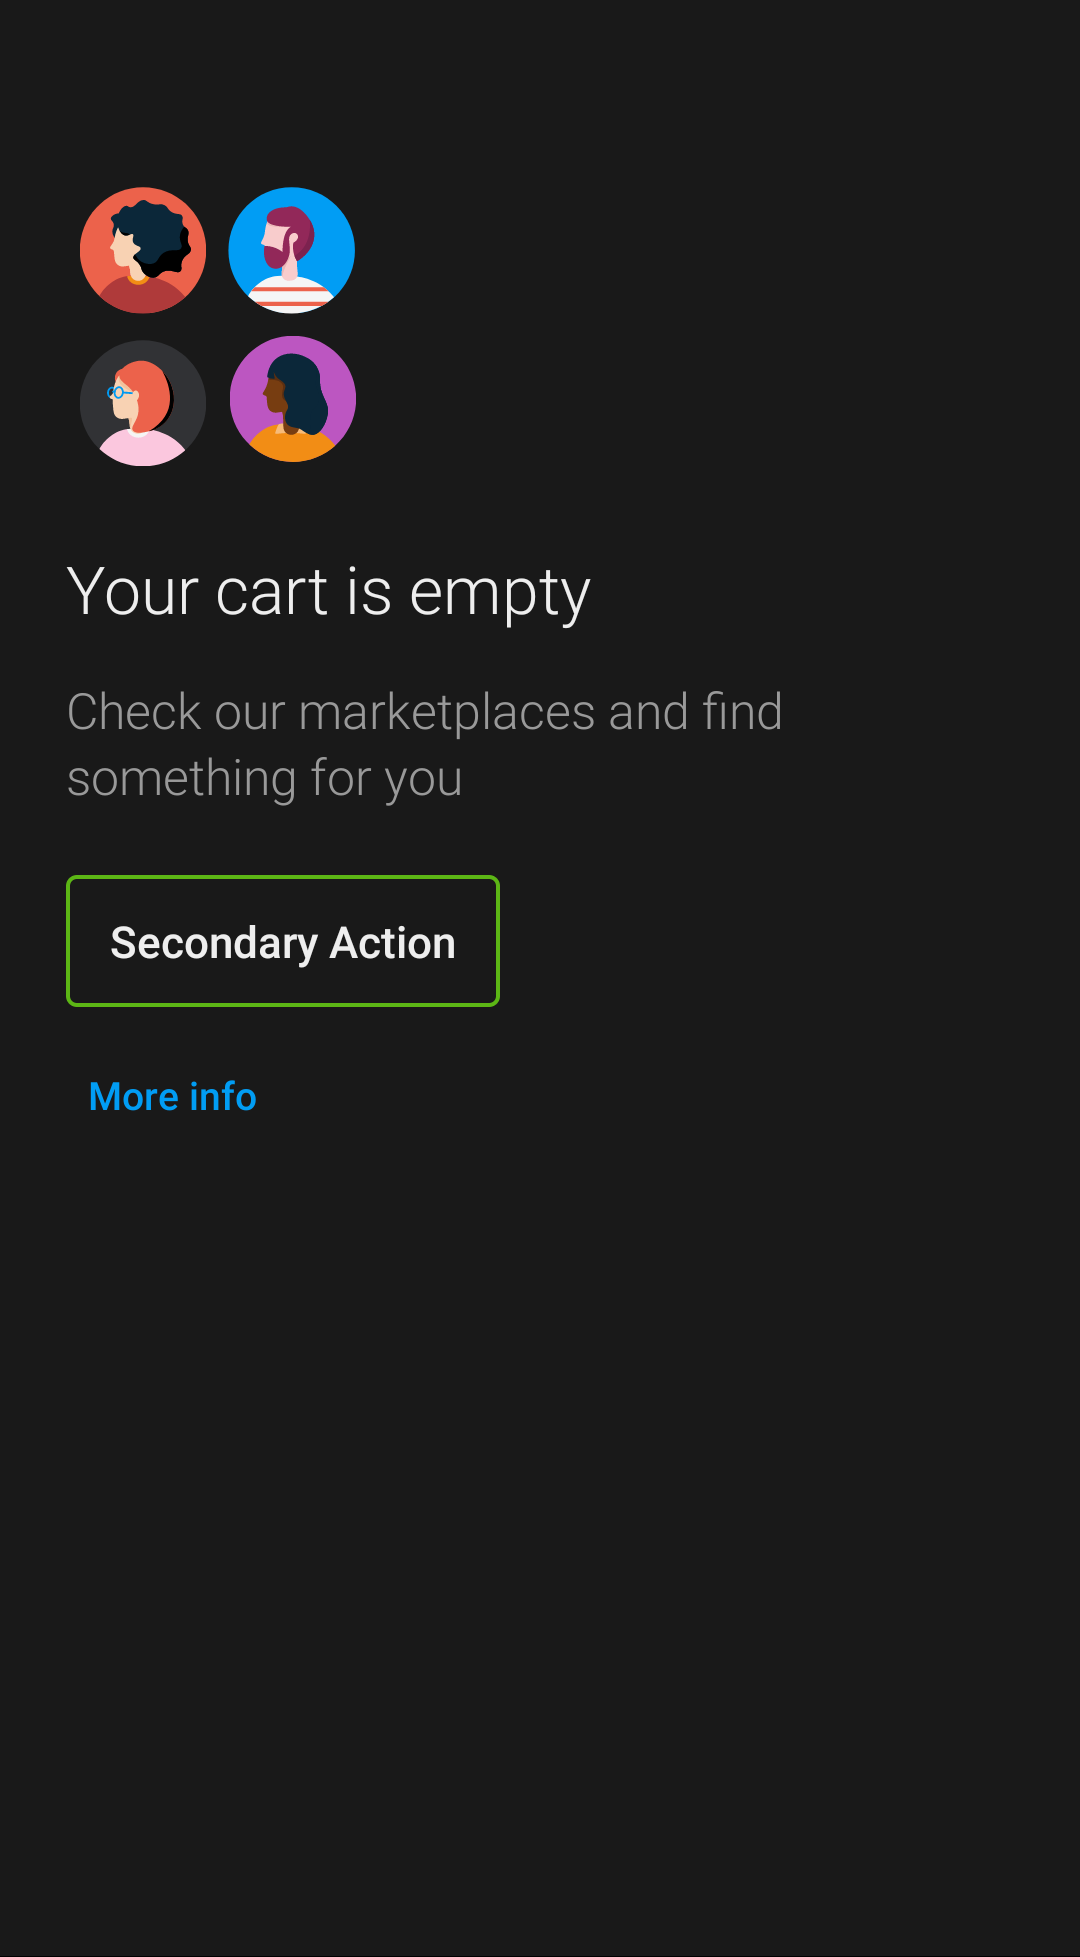 Your cart is empty
Check our marketplaces and find
something for you
Secondary Action
More info